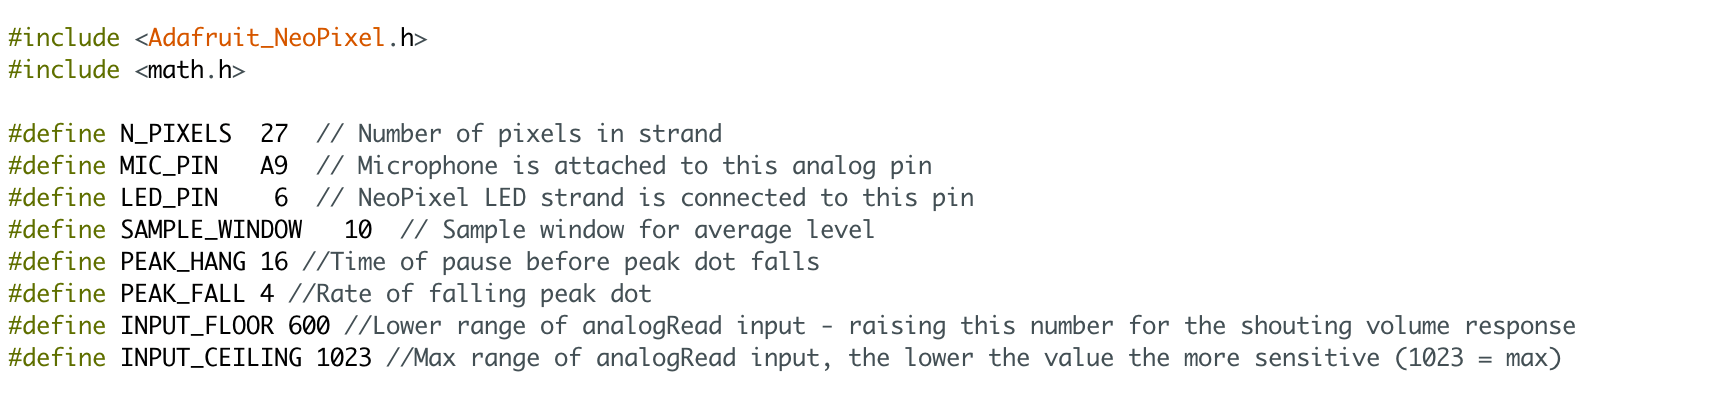 #include <Adafruit_NeoPixel.h>
#include <math.h>
#define N_PIXELS  27  // Number of pixels in strand
#define MIC_PIN   A9  // Microphone is attached to this analog pin
#define LED_PIN    6  // NeoPixel LED strand is connected to this pin
#define SAMPLE_WINDOW   10  // Sample window for average level
#define PEAK_HANG 16 //Time of pause before peak dot falls
#define PEAK_FALL 4 //Rate of falling peak dot
#define INPUT_FLOOR 600 //Lower range of analogRead input - raising this number for the shouting volume response
#define INPUT_CEILING 1023 //Max range of analogRead input, the lower the value the more sensitive (1023 = max)